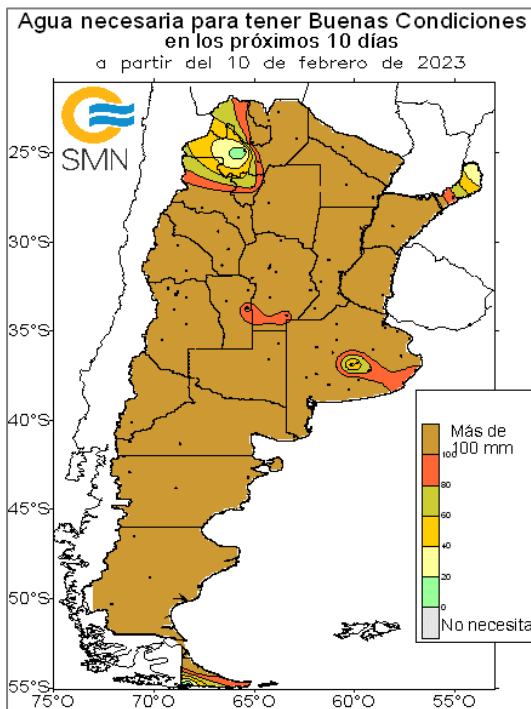 Agua necesaria para tener Buenas Condiciones
en los próximos 10 días
a partir del 10 de febrero de 2023
SMN
25°S
30°S
35°S
40°S
45°S
50°S
55°S
75°O
70°O
65°O
60°O
55°O
Más de
100 mm
100
80
60
40
20
0
No necesita